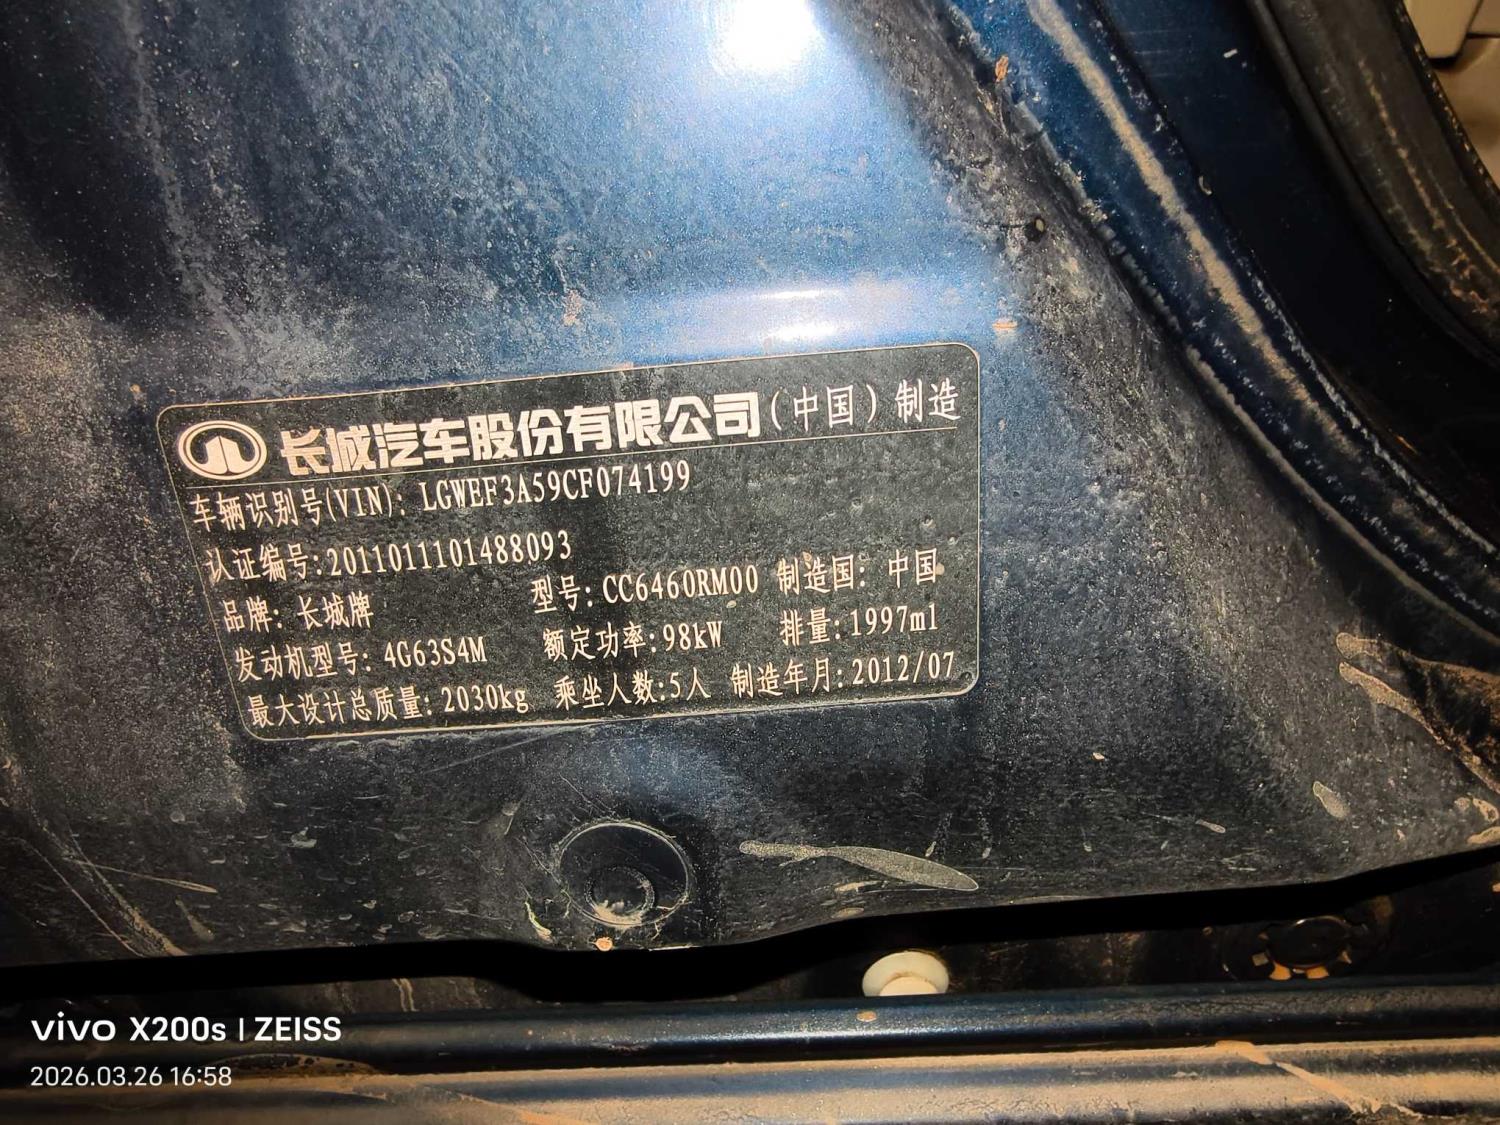 长城汽车股份有限公司(中国)制造
车辆识别号(VIN): LGWEF3A59CF074199
认证编号:2011011101488093
品牌: 长城牌 型号: CC6460RM00 制造国: 中国
发动机型号: 4G63S4M 额定功率:98kW 排量:1997ml
最大设计总质量: 2030kg 乘坐人数:5人 制造年月:2012/07
vivo X200s | ZEISS
2026.03.26 16:58